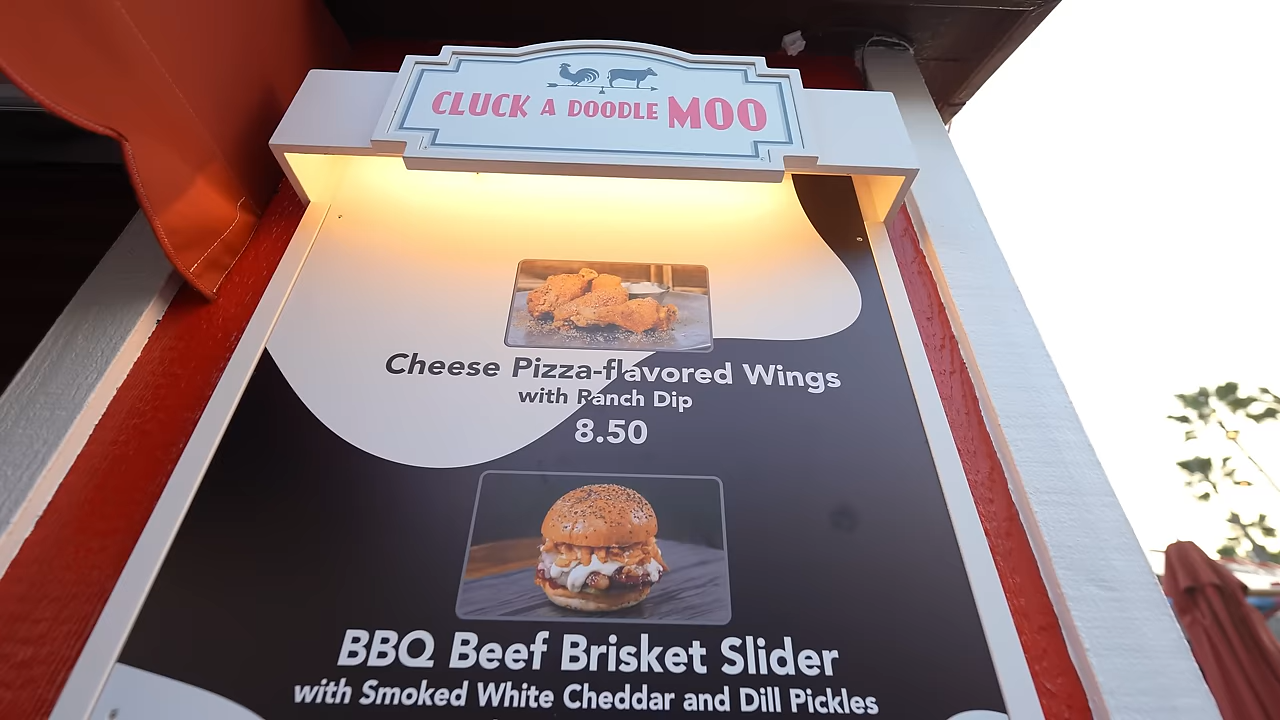 CLUCK A DOODLE MOO
Cheese Pizza-flavored Wings
with Ranch Dip
8.50
BBQ Beef Brisket Slider
with Smoked White Cheddar and Dill Pickles